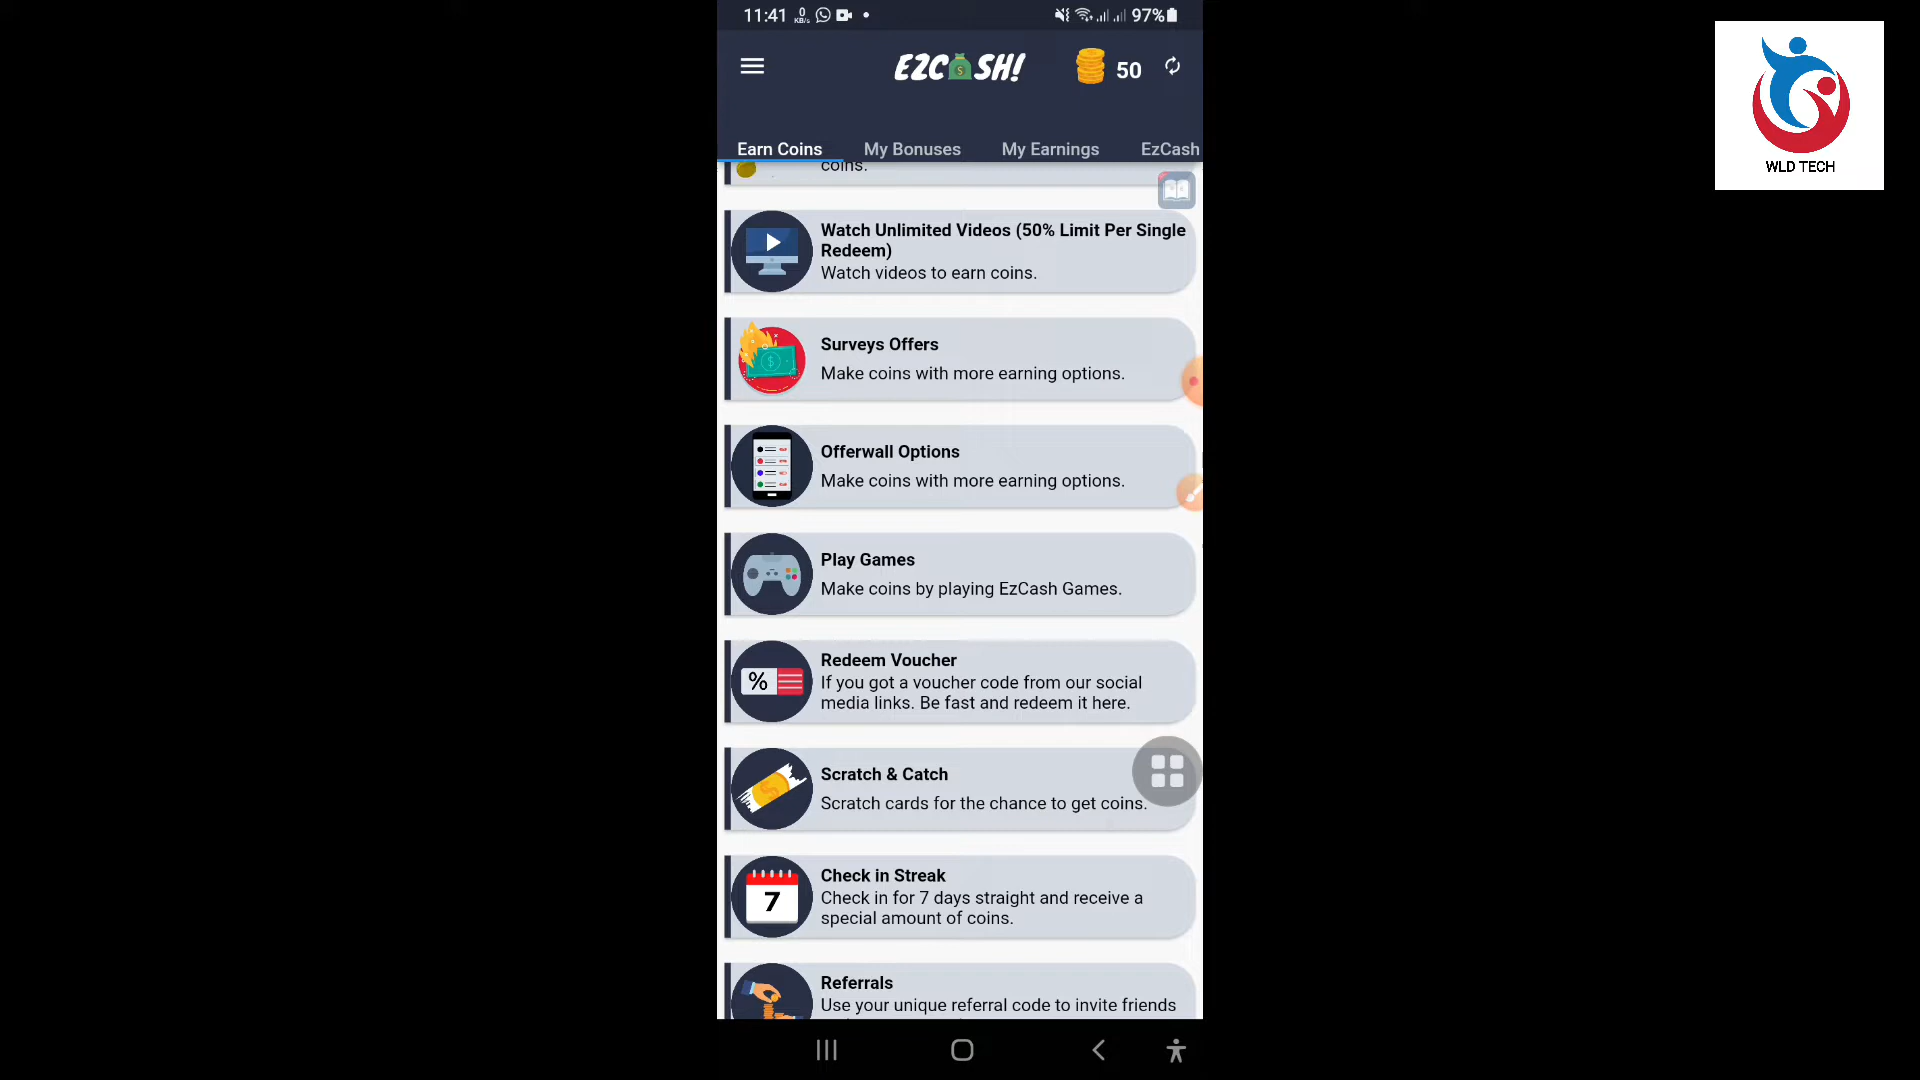 11:41 0 KB/s 97%
EZCASH! 50
Earn Coins My Bonuses My Earnings EzCash
coins.
Watch Unlimited Videos (50% Limit Per Single
Redeem)
Watch videos to earn coins.
Surveys Offers
Make coins with more earning options.
Offerwall Options
Make coins with more earning options.
Play Games
Make coins by playing EzCash Games.
%
Redeem Voucher
If you got a voucher code from our social
media links. Be fast and redeem it here.
Scratch & Catch
Scratch cards for the chance to get coins.
7
Check in Streak
Check in for 7 days straight and receive a
special amount of coins.
Referrals
Use your unique referral code to invite friends
WLD TECH